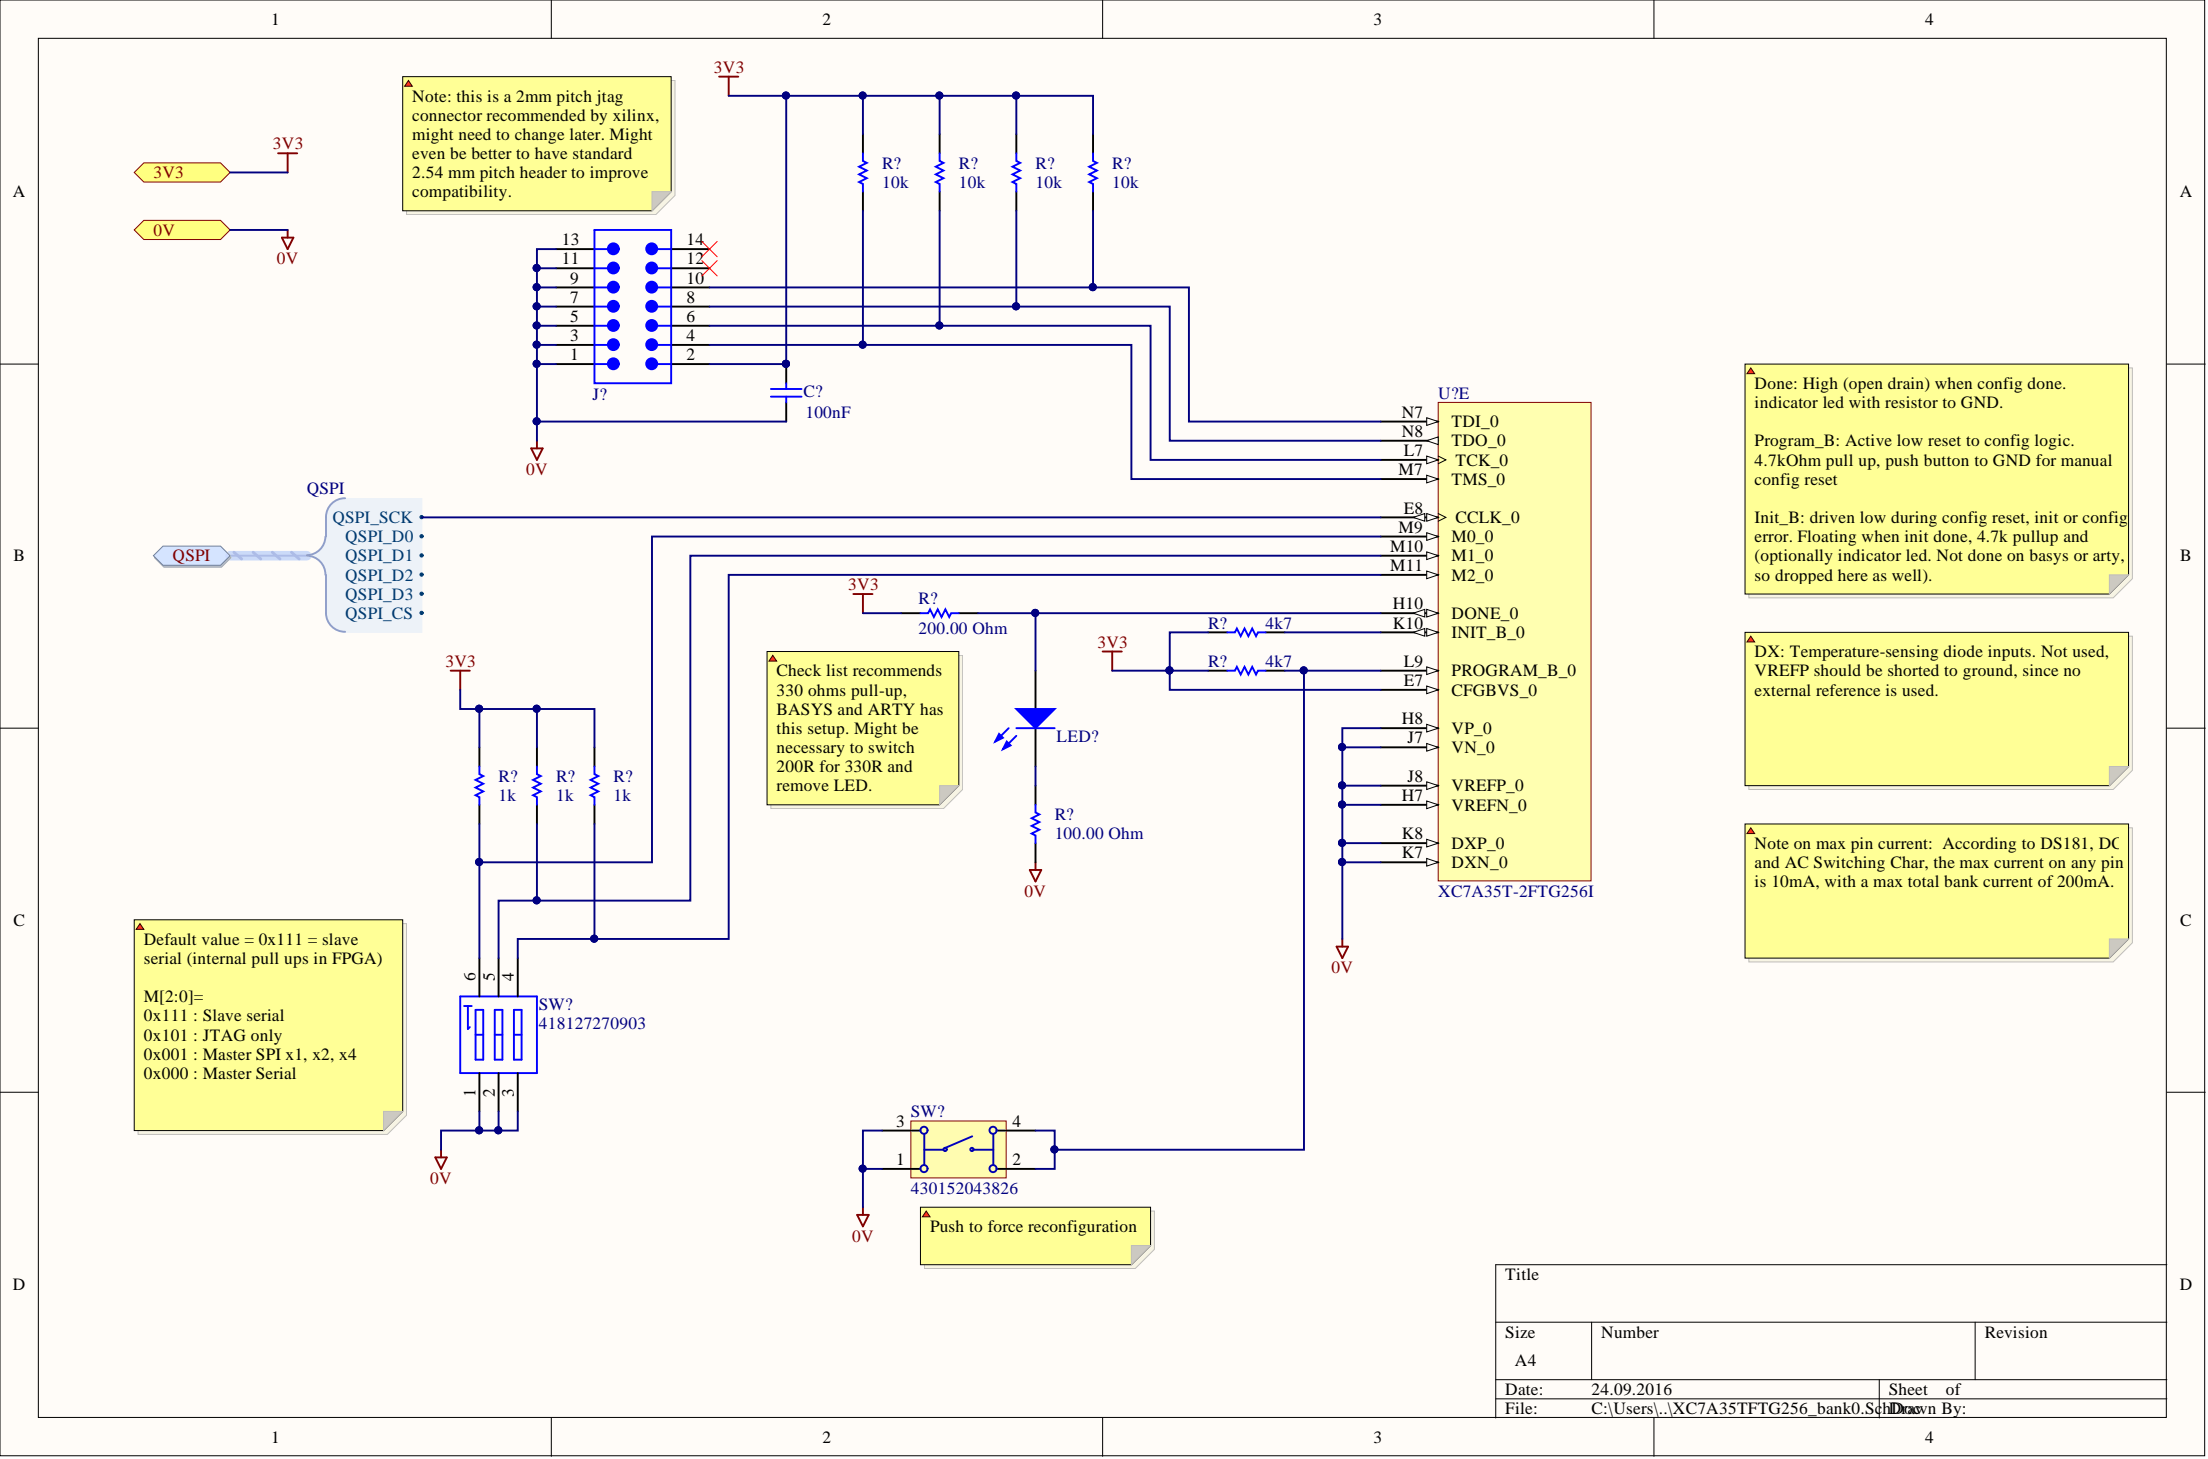 1
2
3
4
A
A
B
B
C
C
D
D
1
2
3
4
3V3
3V3
0V
0V
Note: this is a 2mm pitch jtag
connector recommended by xilinx,
might need to change later. Might
even be better to have standard
2.54 mm pitch header to improve
compatibility.
3V3
R?
10k
R?
10k
R?
10k
R?
10k
13
11
9
7
5
3
1
14
12
10
8
6
4
2
J?
C?
100nF
0V
QSPI
QSPI
QSPI_SCK
QSPI_D0
QSPI_D1
QSPI_D2
QSPI_D3
QSPI_CS
U?E
N7 TDI_0
N8 TDO_0
L7 TCK_0
M7 TMS_0
E8 CCLK_0
M9 M0_0
M10 M1_0
M11 M2_0
H10 DONE_0
K10 INIT_B_0
L9 PROGRAM_B_0
E7 CFGBVS_0
H8 VP_0
J7 VN_0
J8 VREFP_0
H7 VREFN_0
K8 DXP_0
K7 DXN_0
XC7A35T-2FTG256I
0V
3V3
R?
200.00 Ohm
3V3
R? 4k7
R? 4k7
Check list recommends
330 ohms pull-up,
BASYS and ARTY has
this setup. Might be
necessary to switch
200R for 330R and
remove LED.
LED?
R?
100.00 Ohm
0V
Done: High (open drain) when config done.
indicator led with resistor to GND.
Program_B: Active low reset to config logic.
4.7kOhm pull up, push button to GND for manual
config reset
Init_B: driven low during config reset, init or config
error. Floating when init done, 4.7k pullup and
(optionally indicator led. Not done on basys or arty,
so dropped here as well).
DX: Temperature-sensing diode inputs. Not used,
VREFP should be shorted to ground, since no
external reference is used.
Note on max pin current: According to DS181, DC
and AC Switching Char, the max current on any pin
is 10mA, with a max total bank current of 200mA.
3V3
R?
1k
R?
1k
R?
1k
Default value = 0x111 = slave
serial (internal pull ups in FPGA)
M[2:0]=
0x111 : Slave serial
0x101 : JTAG only
0x001 : Master SPI x1, x2, x4
0x000 : Master Serial
6
5
4
SW?
418127270903
1
2
3
0V
SW?
3
4
1
2
430152043826
0V
Push to force reconfiguration
Title
Size
A4
Number
Revision
Date: 24.09.2016
Sheet of
File: C:\Users\..\XC7A35TFTG256_bank0.SchDoc
Drawn By: